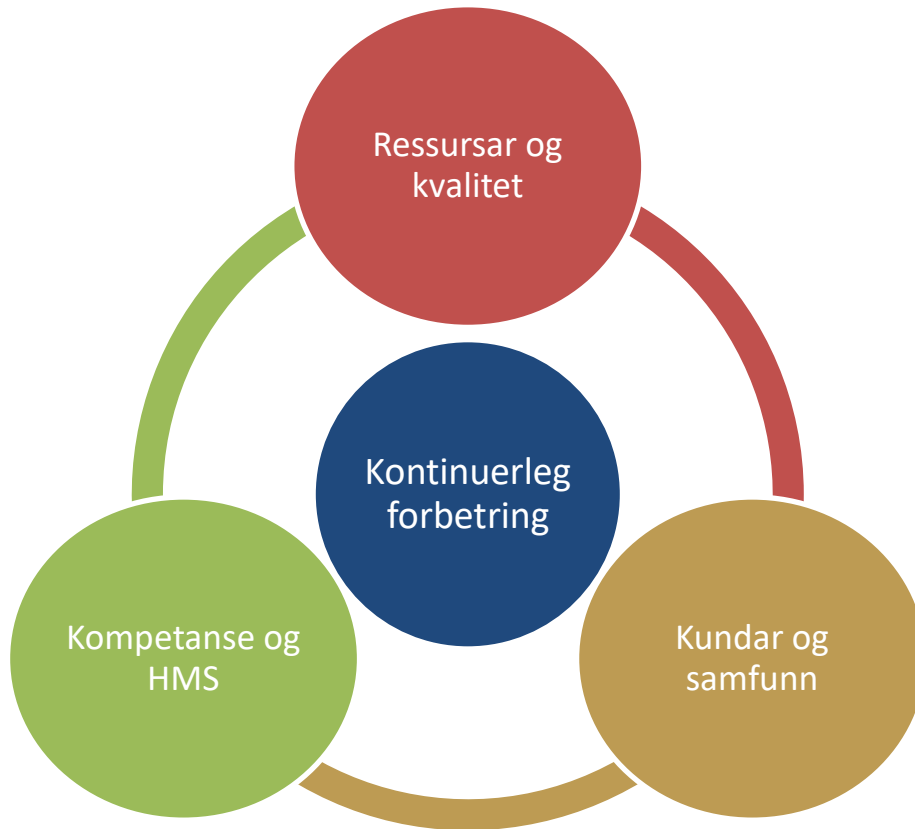 Ressursar og
kvalitet
Kontinuerleg
forbetring
Kompetanse og
HMS
Kundar og
samfunn